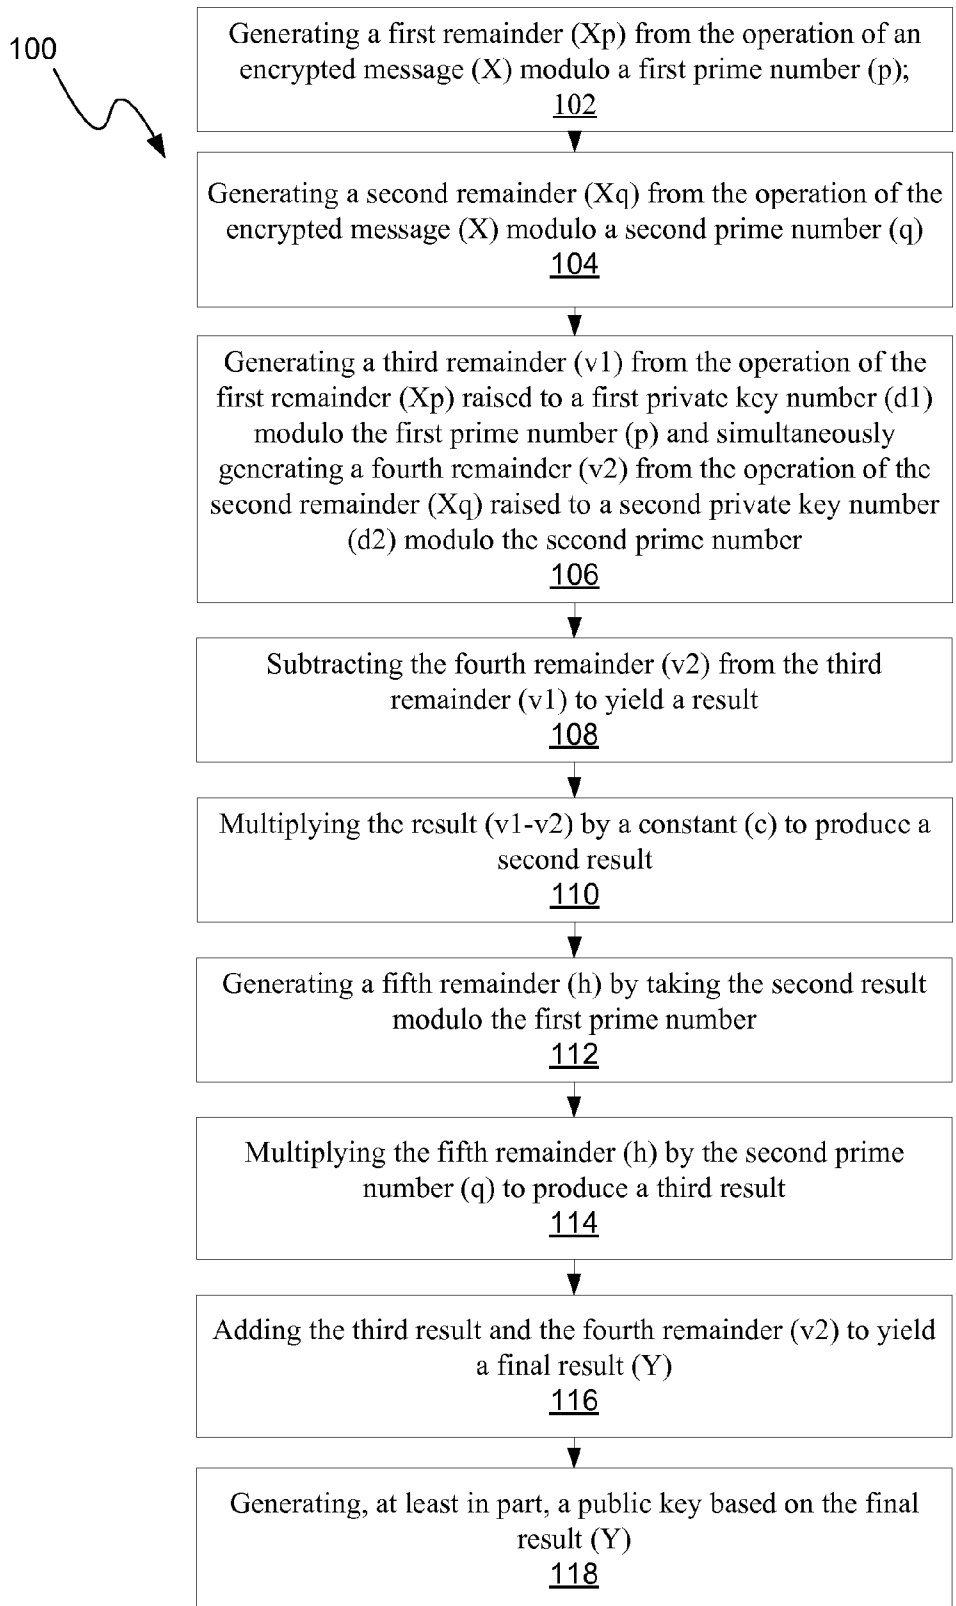 100
Generating a first remainder (Xp) from the operation of an
encrypted message (X) modulo a first prime number (p);
102
Generating a second remainder (Xq) from the operation of the
encrypted message (X) modulo a second prime number (q)
104
Generating a third remainder (v1) from the operation of the
first remainder (Xp) raised to a first private key number (d1)
modulo the first prime number (p) and simultaneously
generating a fourth remainder (v2) from the operation of the
second remainder (Xq) raised to a second private key number
(d2) modulo the second prime number
106
Subtracting the fourth remainder (v2) from the third
remainder (v1) to yield a result
108
Multiplying the result (v1-v2) by a constant (c) to produce a
second result
110
Generating a fifth remainder (h) by taking the second result
modulo the first prime number
112
Multiplying the fifth remainder (h) by the second prime
number (q) to produce a third result
114
Adding the third result and the fourth remainder (v2) to yield
a final result (Y)
116
Generating, at least in part, a public key based on the final
result (Y)
118